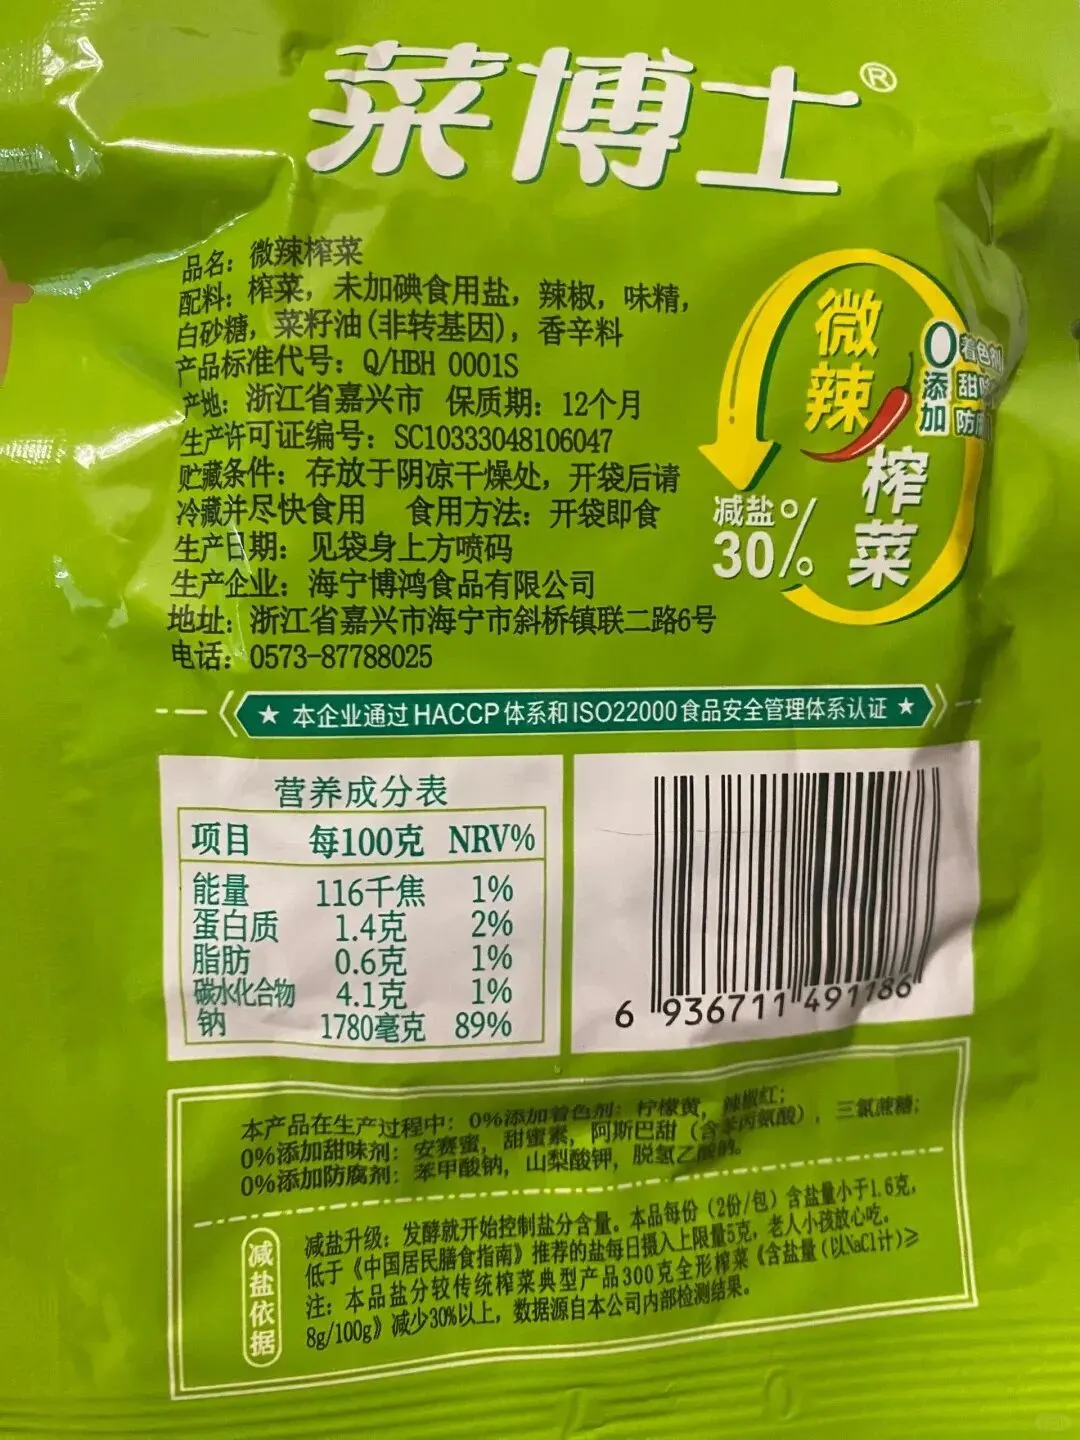 菜博士®
品名：微辣榨菜
配料：榨菜，未加碘食用盐，辣椒，味精，
白砂糖，菜籽油(非转基因)，香辛料
产品标准代号：Q/HBH 0001S
产地：浙江省嘉兴市 保质期：12个月
生产许可证编号：SC10333048106047
贮藏条件：存放于阴凉干燥处，开袋后请
冷藏并尽快食用 食用方法：开袋即食
生产日期：见袋身上方喷码
生产企业：海宁博鸿食品有限公司
地址：浙江省嘉兴市海宁市斜桥镇联二路6号
电话：0573-87788025
微辣
榨菜
0添加
着色剂
甜味
防腐
减盐
30%
★ 本企业通过HACCP体系和ISO22000食品安全管理体系认证 ★
营养成分表
项目 每100克 NRV%
能量 116千焦 1%
蛋白质 1.4克 2%
脂肪 0.6克 1%
碳水化合物 4.1克 1%
钠 1780毫克 89%
6 936711 491186
本产品在生产过程中：0%添加着色剂：柠檬黄，辣椒红；
0%添加甜味剂：安赛蜜，甜蜜素，阿斯巴甜（含苯丙氨酸），三氯蔗糖；
0%添加防腐剂：苯甲酸钠，山梨酸钾，脱氢乙酸钠。
减盐依据
减盐升级：发酵就开始控制盐分含量。本品每份（2份/包）含盐量小于1.6克，
低于《中国居民膳食指南》推荐的盐每日摄入上限量5克，老人小孩放心吃。
注：本品盐分较传统榨菜典型产品300克全形榨菜《含盐量(以NaCl计)≥
8g/100g》减少30%以上，数据源自本公司内部检测结果。